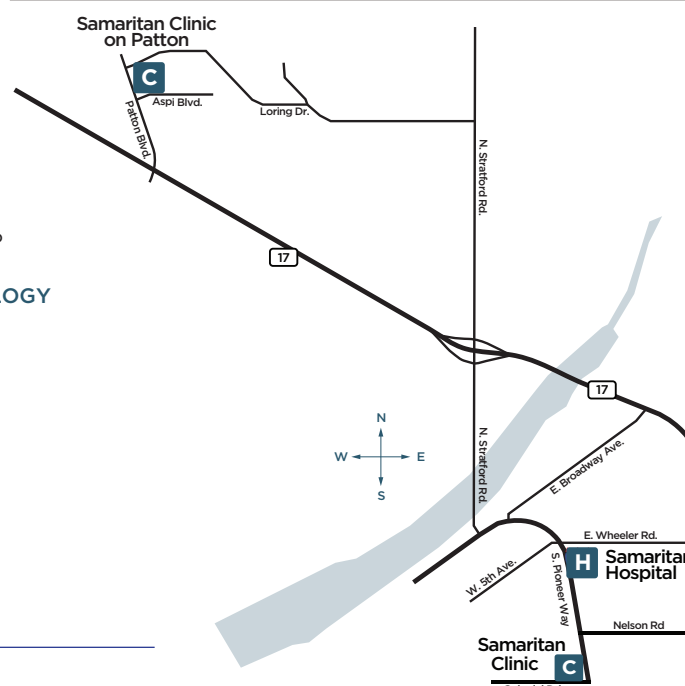 Samaritan Clinic
on Patton
C
Aspi Blvd.
Patton Blvd.
Loring Dr.
N. Stratford Rd.
17
OGY
17
N
W E
S
N. Stratford Rd.
E. Broadway Ave.
E. Wheeler Rd.
H
Samaritan
Hospital
W. 5th Ave.
S. Pioneer Way
Nelson Rd
Samaritan
Clinic
C